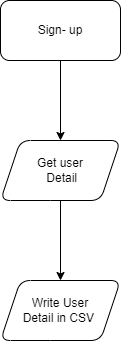 Sign- up
Get user
Detail
Write User
Detail in CSV